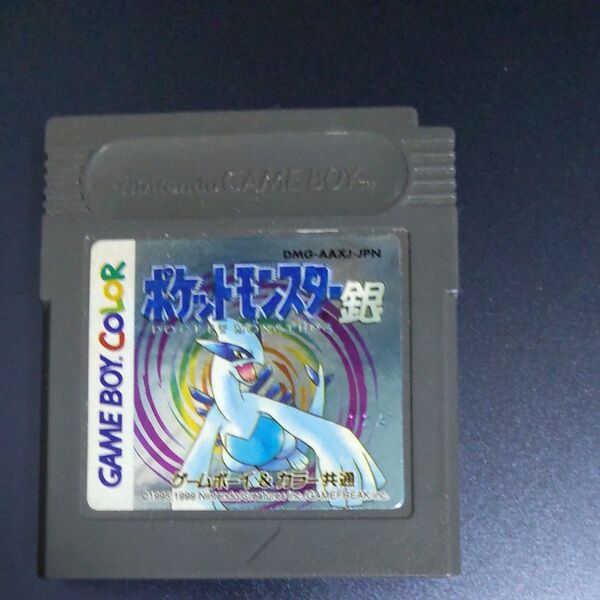 Nintendo GAME BOY
DMG-AAXJ-JPN
ポケットモンスター銀
POCKET MONSTERS
GAME BOY COLOR
ゲームボーイ&カラー共通
©1995 1999 Nintendo/Creatures inc./GAMEFREAK inc.